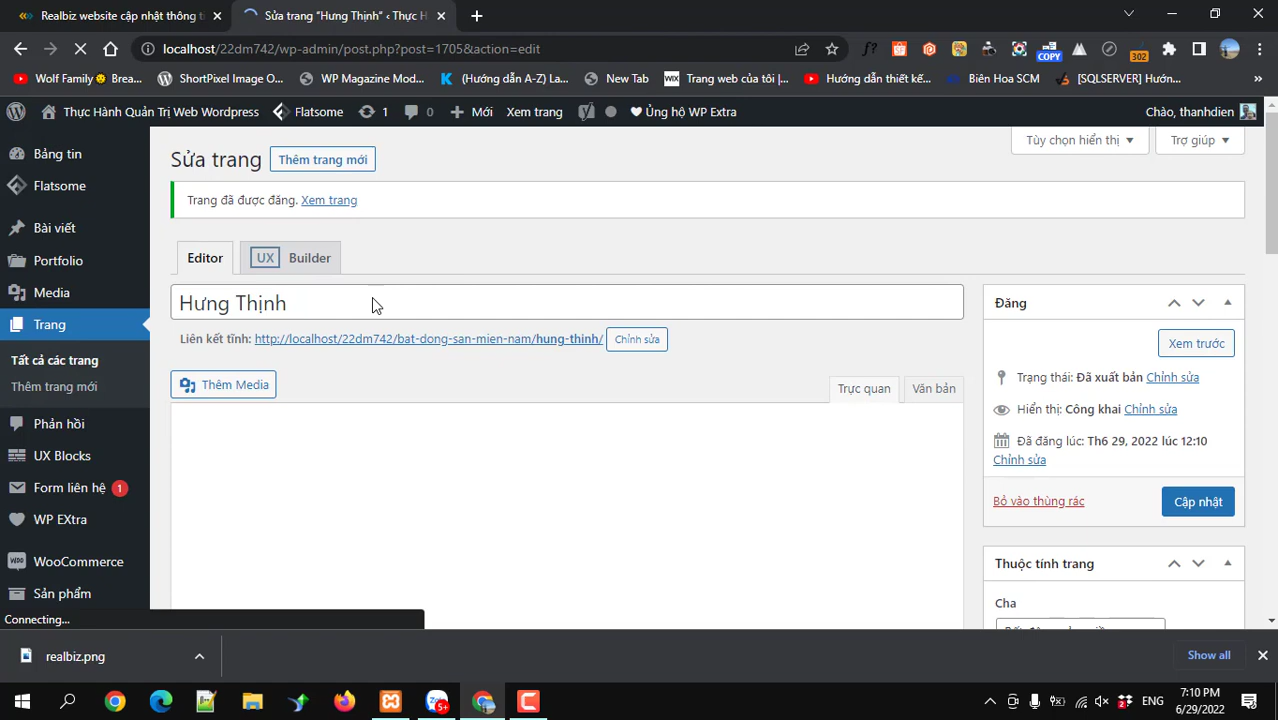 Realbiz website cập nhật thông t
Sửa trang "Hưng Thịnh" ‹ Thực H
localhost/22dm742/wp-admin/post.php?post=1705&action=edit
COPY
302
Wolf Family Brea...
ShortPixel Image O...
WP Magazine Mod...
(Hướng dẫn A-Z) La...
New Tab
WIX Trang web của tôi |...
Hướng dẫn thiết kế...
Biên Hoa SCM
[SQLSERVER] Hướn...
Thực Hành Quản Trị Web Wordpress
Flatsome
1
0
Mới
Xem trang
Ủng hộ WP Extra
Chào, thanhdien
Bảng tin
Flatsome
Bài viết
Portfolio
Media
Trang
Tất cả các trang
Thêm trang mới
Phản hồi
UX Blocks
Form liên hệ 1
WP EXtra
WooCommerce
Sản phẩm
Connecting...
Tùy chọn hiển thị
Trợ giúp
Sửa trang
Thêm trang mới
Trang đã được đăng. Xem trang
Editor
UX Builder
Hưng Thịnh
Liên kết tĩnh: http://localhost/22dm742/bat-dong-san-mien-nam/hung-thinh/ Chỉnh sửa
Thêm Media
Trực quan
Văn bản
Đăng
Xem trước
Trạng thái: Đã xuất bản Chỉnh sửa
Hiển thị: Công khai Chỉnh sửa
Đã đăng lúc: Th6 29, 2022 lúc 12:10
Chỉnh sửa
Bỏ vào thùng rác
Cập nhật
Thuộc tính trang
Cha
realbiz.png
Show all
5+
ENG
7:10 PM
6/29/2022